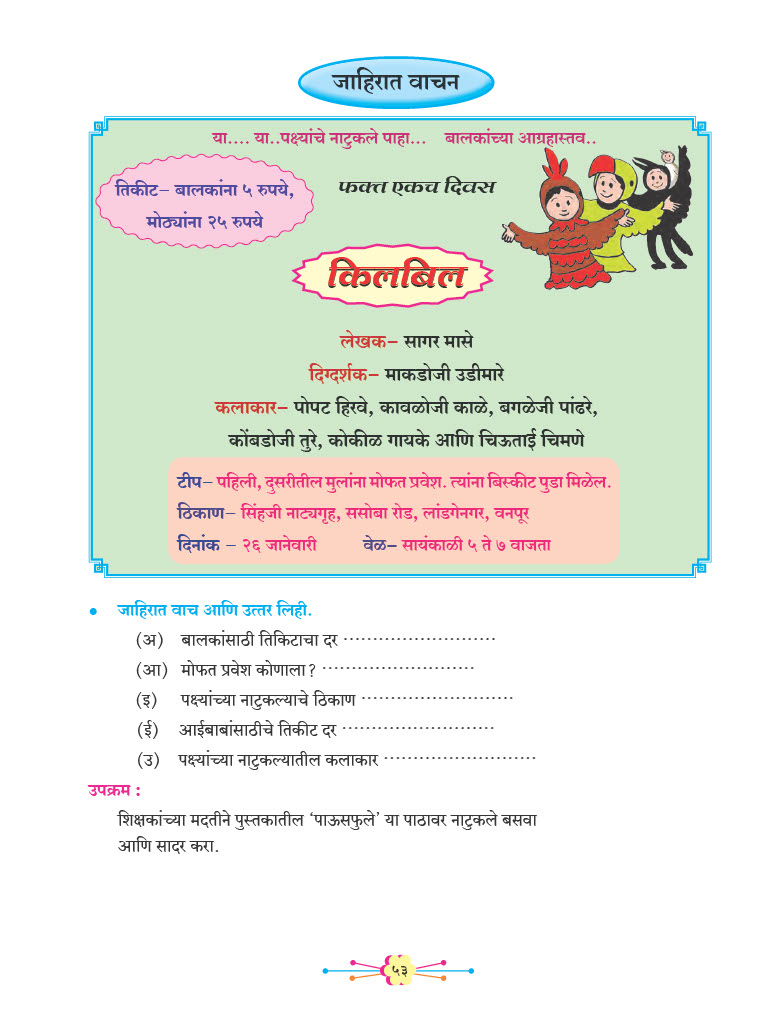 जाहिरात वाचन
या.... या..पक्ष्यांचे नाटुकले पाहा... बालकांच्या आग्रहास्तव..
तिकीट– बालकांना ५ रुपये,
मोठ्यांना २५ रुपये
फक्त एकच दिवस
किलबिल
लेखक– सागर मासे
दिग्दर्शक– माकडोजी उडीमारे
कलाकार– पोपट हिरवे, कावळोजी काळे, बगळेजी पांढरे,
कोंबडोजी तुरे, कोकीळ गायके आणि चिऊताई चिमणे
टीप– पहिली, दुसरीतील मुलांना मोफत प्रवेश. त्यांना बिस्कीट पुडा मिळेल.
ठिकाण– सिंहजी नाट्यगृह, ससोबा रोड, लांडगेनगर, वनपूर
दिनांक – २६ जानेवारी वेळ– सायंकाळी ५ ते ७ वाजता
• जाहिरात वाच आणि उत्तर लिही.
(अ) बालकांसाठी तिकिटाचा दर ..........................
(आ) मोफत प्रवेश कोणाला? ..........................
(इ) पक्ष्यांच्या नाटुकल्याचे ठिकाण ..........................
(ई) आईबाबांसाठीचे तिकीट दर ..........................
(उ) पक्ष्यांच्या नाटुकल्यातील कलाकार ..........................
उपक्रम :
शिक्षकांच्या मदतीने पुस्तकातील ‘पाऊसफुले’ या पाठावर नाटुकले बसवा
आणि सादर करा.
५३